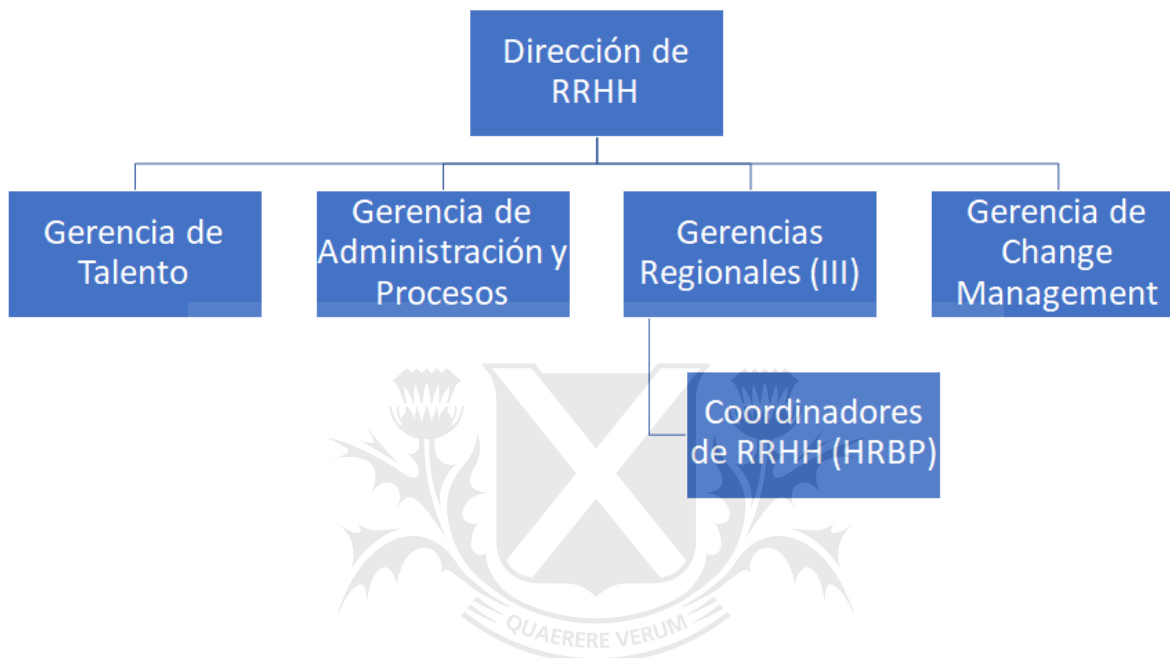 Dirección de
RRHH
Gerencia de
Talento
Gerencia de
Administración y
Procesos
Gerencias
Regionales (III)
Gerencia de
Change
Management
Coordinadores
de RRHH (HRBP)
QUAERERE VERUM